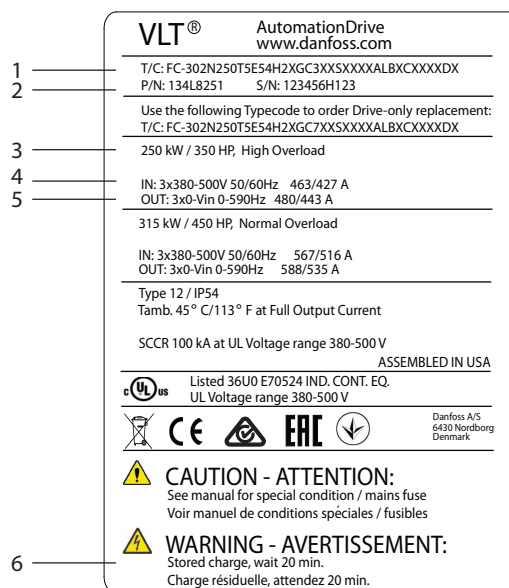 VLT® AutomationDrive
www.danfoss.com
1 T/C: FC-302N250T5E54H2XGC3XXSXXXXALBXCXXXXDX
2 P/N: 134L8251 S/N: 123456H123
Use the following Typecode to order Drive-only replacement:
T/C: FC-302N250T5E54H2XGC7XXSXXXXALBXCXXXXDX
3 250 kW / 350 HP, High Overload
4 IN: 3x380-500V 50/60Hz 463/427 A
5 OUT: 3x0-Vin 0-590Hz 480/443 A
315 kW / 450 HP, Normal Overload
IN: 3x380-500V 50/60Hz 567/516 A
OUT: 3x0-Vin 0-590Hz 588/535 A
Type 12 / IP54
Tamb. 45° C/113° F at Full Output Current
SCCR 100 kA at UL Voltage range 380-500 V
ASSEMBLED IN USA
c UL us Listed 36U0 E70524 IND. CONT. EQ.
UL Voltage range 380-500 V
CE EAC
Danfoss A/S
6430 Nordborg
Denmark
CAUTION - ATTENTION:
See manual for special condition / mains fuse
Voir manuel de conditions spéciales / fusibles
WARNING - AVERTISSEMENT:
6 Stored charge, wait 20 min.
Charge résiduelle, attendez 20 min.